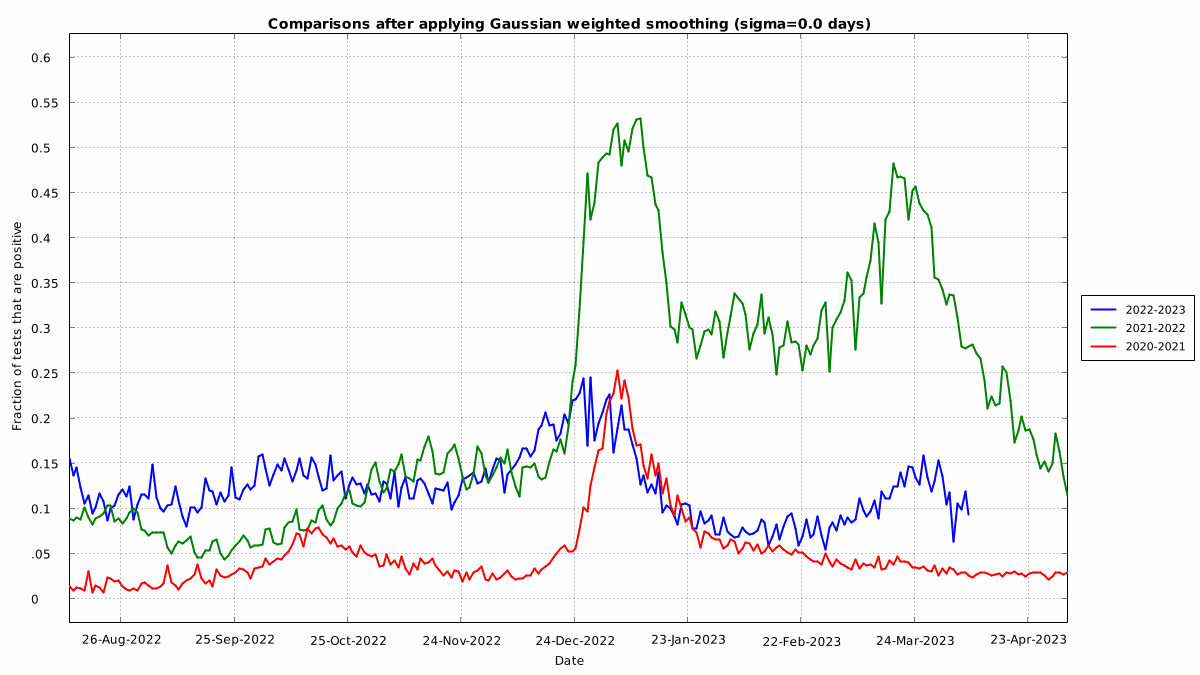 Comparisons after applying Gaussian weighted smoothing (sigma=0.0 days)
0.6
0.55
0.5
0.45
0.4
0.35
0.3
0.25
0.2
0.15
0.1
.05
0
Fraction of tests that are positive
26-Aug-2022
25-Sep-2022
25-Oct-2022
24-Nov-2022
24-Dec-2022
23-Jan-2023
22-Feb-2023
24-Mar-2023
23-Apr-2023
Date
2022-2023
2021-2022
2020-2021